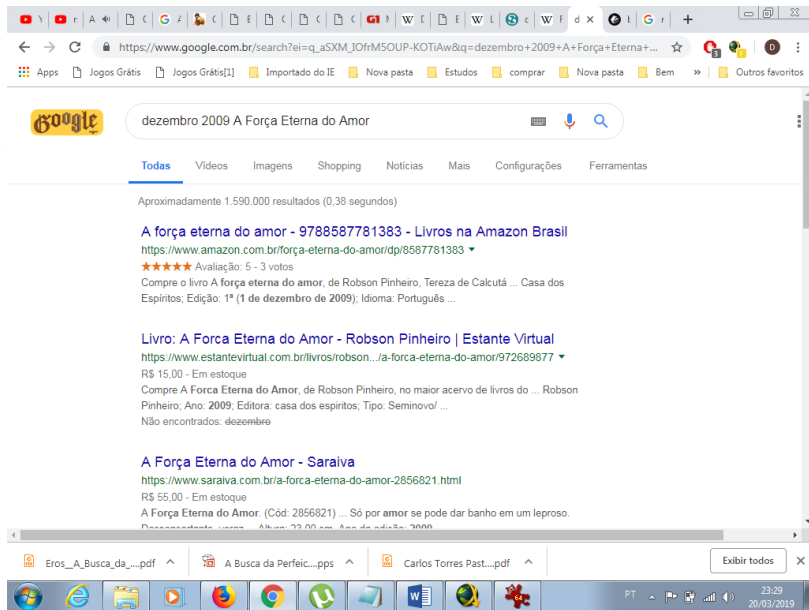 https://www.google.com.br/search?ei=q_aSXM_IOfrM5OUP-KOTiAw&q=dezembro+2009+A+Força+Eterna+...
Apps Jogos Grátis Jogos Grátis[1] Importado do IE Nova pasta Estudos comprar Nova pasta Bem » Outros favoritos
Google dezembro 2009 A Força Eterna do Amor
Todas Vídeos Imagens Shopping Notícias Mais Configurações Ferramentas
Aproximadamente 1.590.000 resultados (0,38 segundos)
A força eterna do amor - 9788587781383 - Livros na Amazon Brasil
https://www.amazon.com.br/força-eterna-do-amor/dp/8587781383
Avaliação: 5 - 3 votos
Compre o livro A força eterna do amor, de Robson Pinheiro, Tereza de Calcutá ... Casa dos
Espíritos; Edição: 1ª (1 de dezembro de 2009); Idioma: Português ...
Livro: A Forca Eterna do Amor - Robson Pinheiro | Estante Virtual
https://www.estantevirtual.com.br/livros/robson.../a-forca-eterna-do-amor/972689877
R$ 15,00 - Em estoque
Compre A Forca Eterna do Amor, de Robson Pinheiro, no maior acervo de livros do ... Robson
Pinheiro; Ano: 2009; Editora: casa dos espiritos; Tipo: Seminovo/ ...
Não encontrados: dezembro
A Força Eterna do Amor - Saraiva
https://www.saraiva.com.br/a-forca-eterna-do-amor-2856821.html
R$ 55,00 - Em estoque
A Força Eterna do Amor. (Cód: 2856821) ... Só por amor se pode dar banho em um leproso.
Eros__A_Busca_da_....pdf A Busca da Perfeic....pps Carlos Torres Past....pdf Exibir todos
PT 23:29
20/03/2019